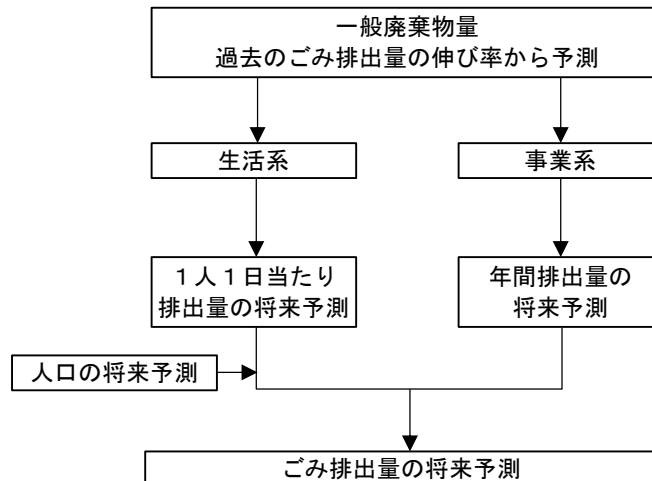 一般廃棄物量
過去のごみ排出量の伸び率から予測
生活系
事業系
１人１日当たり
排出量の将来予測
年間排出量の
将来予測
人口の将来予測
ごみ排出量の将来予測